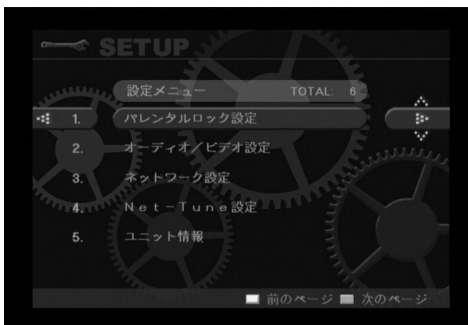 SETUP
設定メニュー TOTAL: 6
1. パレンタルロック設定
2. オーディオ／ビデオ設定
3. ネットワーク設定
4. Ｎｅｔ－Ｔｕｎｅ設定
5. ユニット情報
前のページ 次のページ